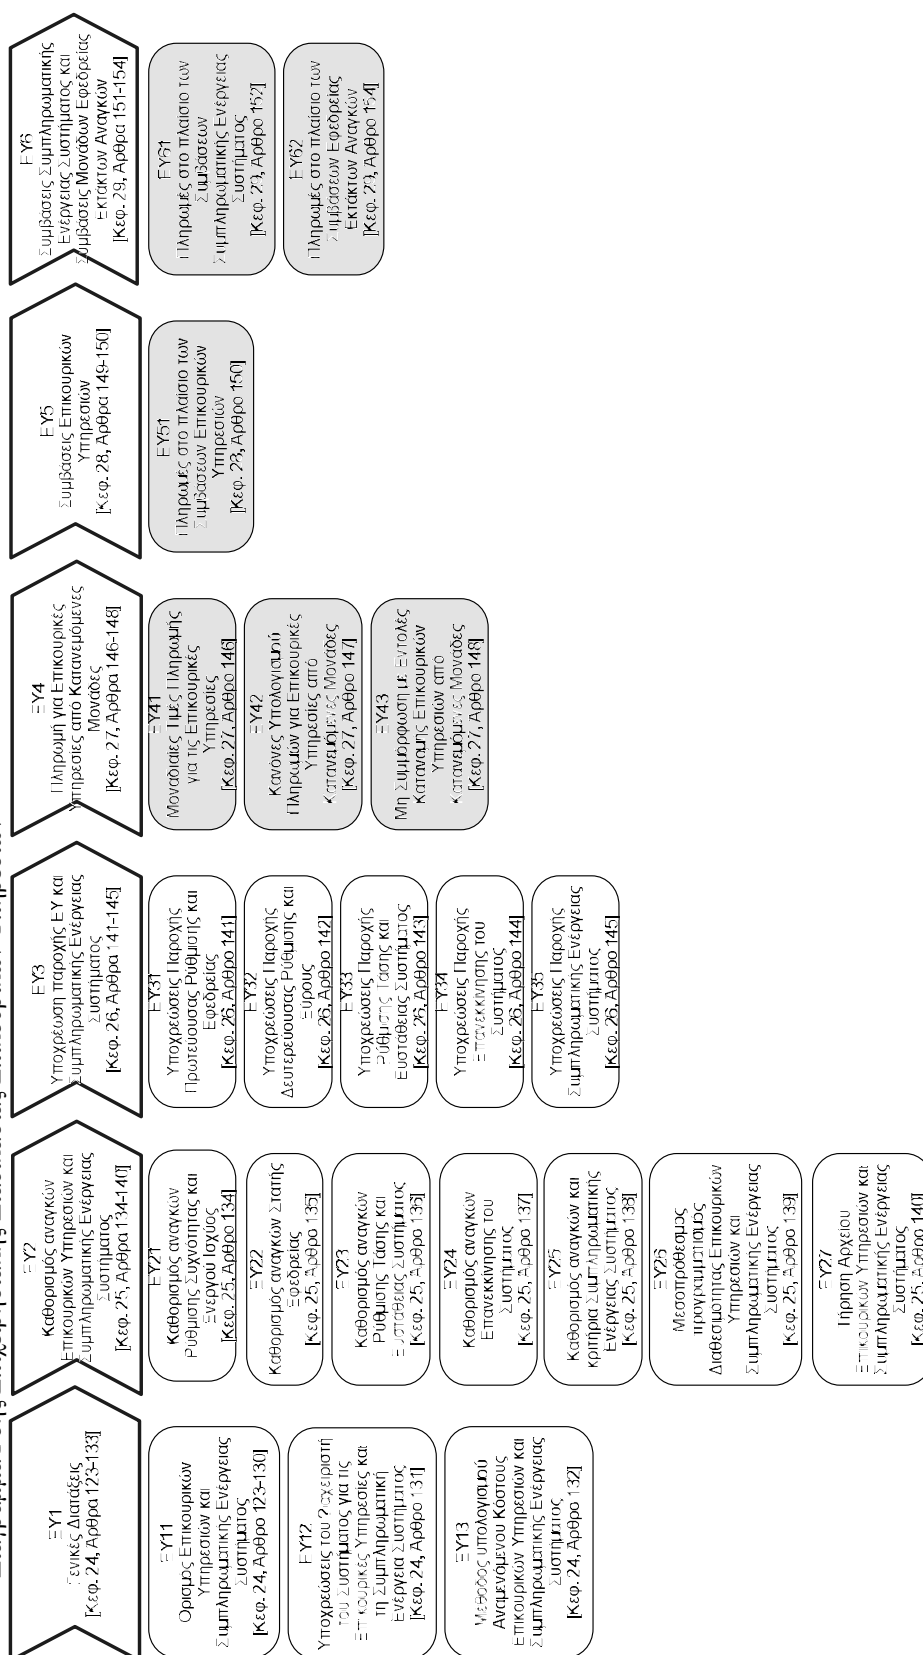 ΕΥ1
Γενικές Διατάξεις
[Κεφ. 24, Άρθρα 123-133]
ΕΥ11
Ορισμός Επικουρικών
Υπηρεσιών και
Συμπληρωματικής Ενέργειας
Συστήματος
[Κεφ. 24, Άρθρο 123-130]
ΕΥ12
Υποχρεώσεις του Διαχειριστή
του Συστήματος για τις
Επικουρικές Υπηρεσίες και
τη Συμπληρωματική
Ενέργεια Συστήματος
[Κεφ. 24, Άρθρο 131]
ΕΥ13
Μέθοδος υπολογισμού
Αναμενόμενου Κόστους
Επικουρικών Υπηρεσιών και
Συμπληρωματικής Ενέργειας
Συστήματος
[Κεφ. 24, Άρθρο 132]
ΕΥ2
Καθορισμός αναγκών
Επικουρικών Υπηρεσιών και
Συμπληρωματικής Ενέργειας
Συστήματος
[Κεφ. 25, Άρθρα 134-140]
ΕΥ21
Καθορισμός αναγκών
Ρύθμισης Συχνότητας και
Ενεργού Ισχύος
[Κεφ. 25, Άρθρο 134]
ΕΥ22
Καθορισμός αναγκών Στατής
Εφεδρείας
[Κεφ. 25, Άρθρο 135]
ΕΥ23
Καθορισμός αναγκών
Ρύθμισης Τάσης και
Ευστάθειας Συστήματος
[Κεφ. 25, Άρθρο 136]
ΕΥ24
Καθορισμός αναγκών
Επανεκκίνησης του
Συστήματος
[Κεφ. 25, Άρθρο 137]
ΕΥ25
Καθορισμός αναγκών και
κριτήρια Συμπληρωματικής
Ενέργειας Συστήματος
[Κεφ. 25, Άρθρο 138]
ΕΥ26
Μεσοπρόθεσμος
προγραμματισμός
Διαθεσιμότητας Επικουρικών
Υπηρεσιών και
Συμπληρωματικής Ενέργειας
Συστήματος
[Κεφ. 25, Άρθρο 139]
ΕΥ27
Τήρηση Αρχείου
Επικουρικών Υπηρεσιών και
Συμπληρωματικής Ενέργειας
Συστήματος
[Κεφ. 25, Άρθρο 140]
ΕΥ3
Υποχρέωση παροχής ΕΥ και
Συμπληρωματικής Ενέργειας
Συστήματος
[Κεφ. 26, Άρθρα 141-145]
ΕΥ31
Υποχρεώσεις Παροχής
Πρωτεύουσας Ρύθμισης και
Εφεδρείας
[Κεφ. 26, Άρθρο 141]
ΕΥ32
Υποχρεώσεις Παροχής
Δευτερεύουσας Ρύθμισης και
Εύρους
[Κεφ. 26, Άρθρο 142]
ΕΥ33
Υποχρεώσεις Παροχής
Ρύθμισης Τάσης και
Ευστάθειας Συστήματος
[Κεφ. 26, Άρθρο 143]
ΕΥ34
Υποχρεώσεις Παροχής
Επανεκκίνησης του
Συστήματος
[Κεφ. 26, Άρθρο 144]
ΕΥ35
Υποχρεώσεις Παροχής
Συμπληρωματικής Ενέργειας
Συστήματος
[Κεφ. 26, Άρθρο 145]
ΕΥ4
Πληρωμή για Επικουρικές
Υπηρεσίες από Κατανεμόμενες
Μονάδες
[Κεφ. 27, Άρθρα 146-148]
ΕΥ41
Μοναδιαίες Τιμές Πληρωμής
για τις Επικουρικές
Υπηρεσίες
[Κεφ. 27, Άρθρο 146]
ΕΥ42
Κανόνες Υπολογισμού
Πληρωμών για Επικουρικές
Υπηρεσίες από
Κατανεμόμενες Μονάδες
[Κεφ. 27, Άρθρο 147]
ΕΥ43
Μη Συμμόρφωση με Εντολές
Κατανομής Επικουρικών
Υπηρεσιών από
Κατανεμόμενες Μονάδες
[Κεφ. 27, Άρθρο 148]
ΕΥ5
Συμβάσεις Επικουρικών
Υπηρεσιών
[Κεφ. 28, Άρθρα 149-150]
ΕΥ51
Πληρωμές στο πλαίσιο των
Συμβάσεων Επικουρικών
Υπηρεσιών
[Κεφ. 28, Άρθρο 150]
ΕΥ6
Συμβάσεις Συμπληρωματικής
Ενέργειας Συστήματος και
Συμβάσεις Μονάδων Εφεδρείας
Εκτάκτων Αναγκών
[Κεφ. 29, Άρθρα 151-154]
ΕΥ61
Πληρωμές στο πλαίσιο των
Συμβάσεων
Συμπληρωματικής Ενέργειας
Συστήματος
[Κεφ. 29, Άρθρο 152]
ΕΥ62
Πληρωμές στο πλαίσιο των
Συμβάσεων Εφεδρείας
Εκτάκτων Αναγκών
[Κεφ. 29, Άρθρο 154]